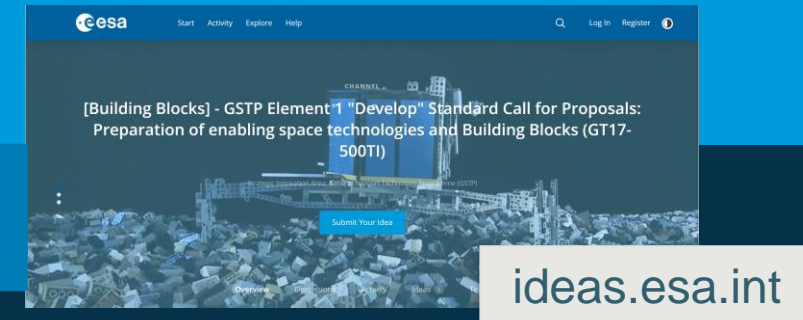 esa
Start Activity Explore Help
Log In Register
CHANNEL
[Building Blocks] - GSTP Element 1 "Develop" Standard Call for Proposals:
Preparation of enabling space technologies and Building Blocks (GT17-
500TI)
Submit Your Idea
Overview Discussions Activity Ideas
ideas.esa.int